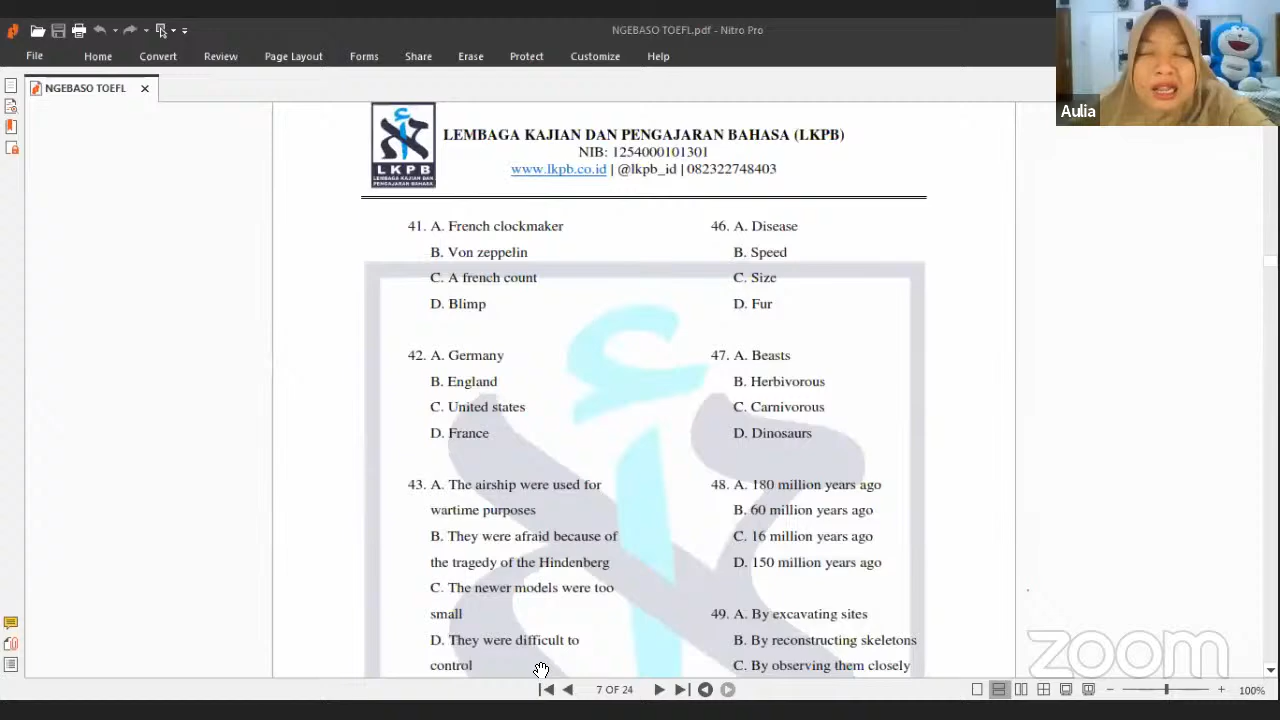 NGEBASO TOEFL.pdf - Nitro Pro
File Home Convert Review Page Layout Forms Share Erase Protect Customize Help
NGEBASO TOEFL
Aulia
LKPB
LEMBAGA KAJIAN DAN
PENGAJARAN BAHASA
LEMBAGA KAJIAN DAN PENGAJARAN BAHASA (LKPB)
NIB: 1254000101301
www.lkpb.co.id | @lkpb_id | 082322748403
41. A. French clockmaker
B. Von zeppelin
C. A french count
D. Blimp
42. A. Germany
B. England
C. United states
D. France
43. A. The airship were used for
wartime purposes
B. They were afraid because of
the tragedy of the Hindenberg
C. The newer models were too
small
D. They were difficult to
control
46. A. Disease
B. Speed
C. Size
D. Fur
47. A. Beasts
B. Herbivorous
C. Carnivorous
D. Dinosaurs
48. A. 180 million years ago
B. 60 million years ago
C. 16 million years ago
D. 150 million years ago
49. A. By excavating sites
B. By reconstructing skeletons
C. By observing them closely
zoom
7 OF 24
100%